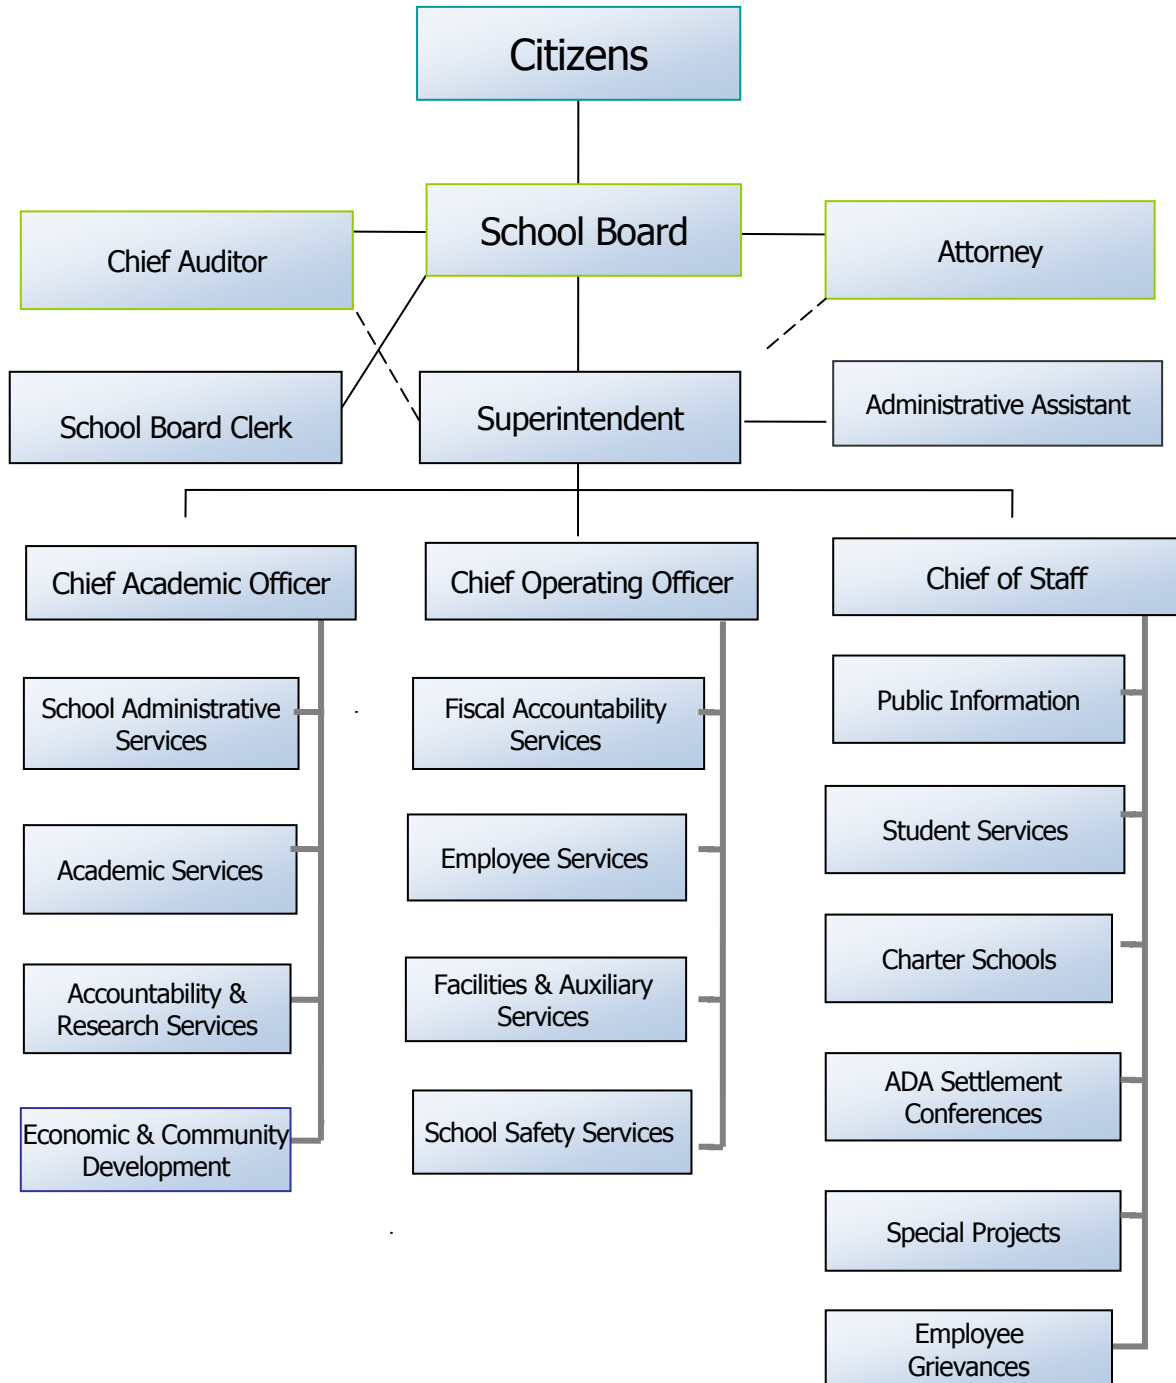 Citizens
School Board
Chief Auditor
Attorney
School Board Clerk
Superintendent
Administrative Assistant
Chief Academic Officer
Chief Operating Officer
Chief of Staff
School Administrative
Services
Academic Services
Accountability &
Research Services
Economic & Community
Development
Fiscal Accountability
Services
Employee Services
Facilities & Auxiliary
Services
School Safety Services
Public Information
Student Services
Charter Schools
ADA Settlement
Conferences
Special Projects
Employee
Grievances